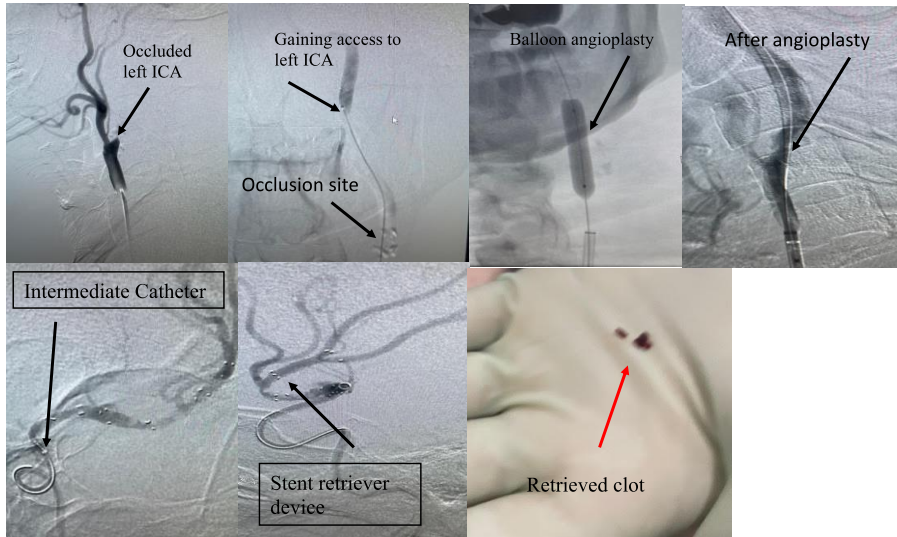 Occluded
left ICA
Gaining access to
left ICA
Occlusion site
Balloon angioplasty
After angioplasty
Intermediate Catheter
Stent retriever
device
Retrieved clot